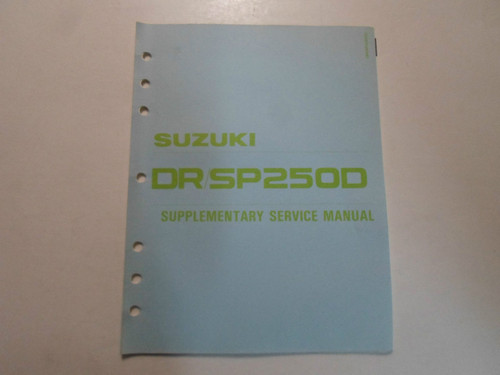 SUZUKI
DR/SP250D
SUPPLEMENTARY SERVICE MANUAL